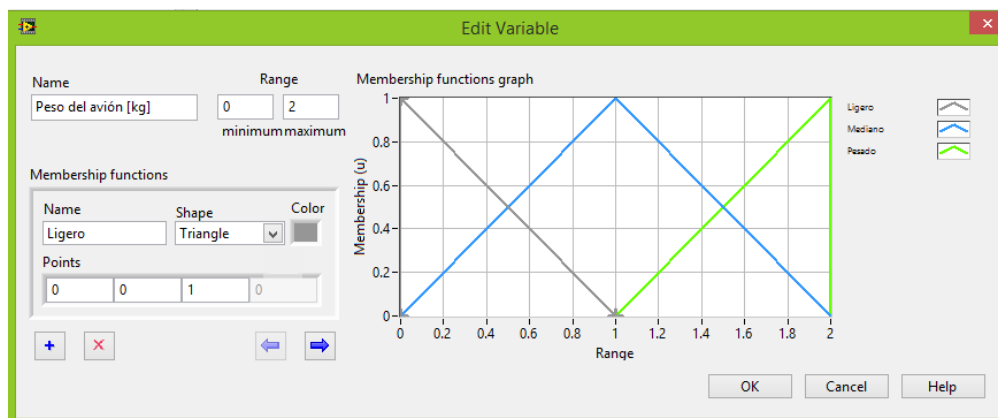 Edit Variable
Name
Range
Peso del avión [kg]
0
2
minimum maximum
Membership functions
Name
Shape
Color
Ligero
Triangle
Points
0
0
1
0
Membership functions graph
Membership (u)
1
0.8
0.6
0.4
0.2
0
0 0.2 0.4 0.6 0.8 1 1.2 1.4 1.6 1.8 2
Range
Ligero
Mediano
Pesado
OK
Cancel
Help